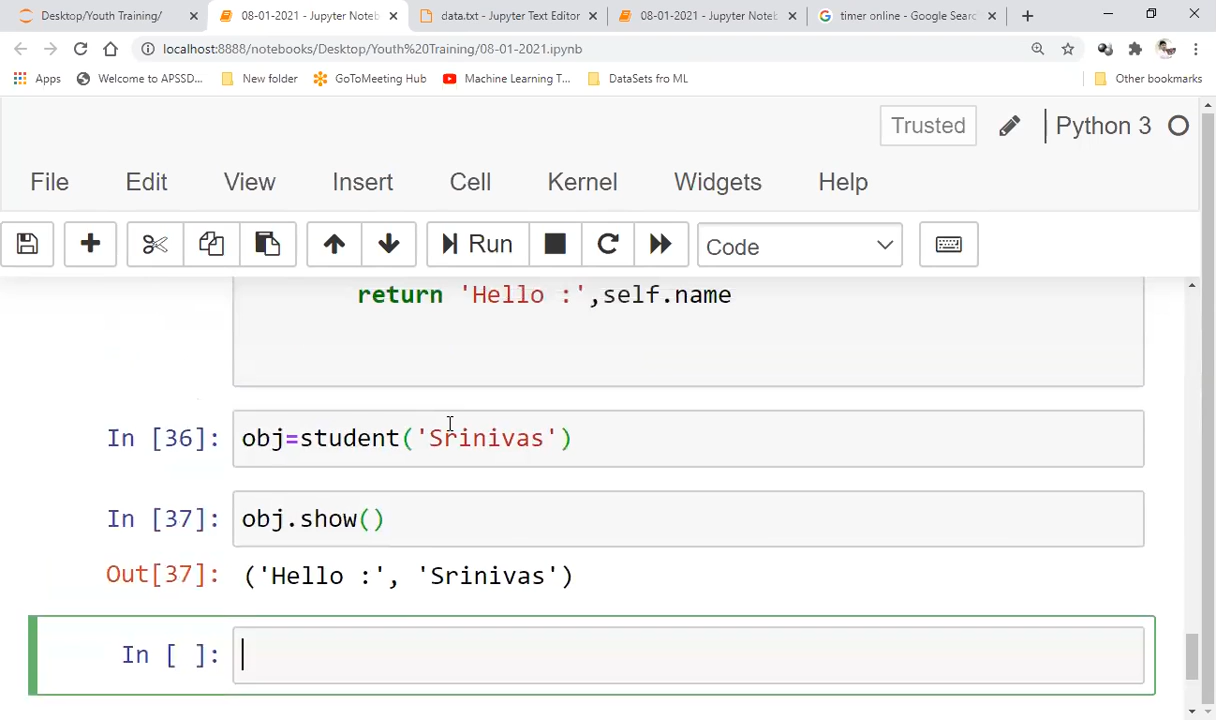 Desktop/Youth Training/
08-01-2021 - Jupyter Noteb
data.txt - Jupyter Text Editor
08-01-2021 - Jupyter Noteb
timer online - Google Searc
localhost:8888/notebooks/Desktop/Youth%20Training/08-01-2021.ipynb
Apps
Welcome to APSSD...
New folder
GoToMeeting Hub
Machine Learning T...
DataSets fro ML
Other bookmarks
Trusted
Python 3
File Edit View Insert Cell Kernel Widgets Help
Run
Code
return 'Hello :',self.name
In [36]: obj=student('Srinivas')
In [37]: obj.show()
Out[37]: ('Hello :', 'Srinivas')
In [ ]: